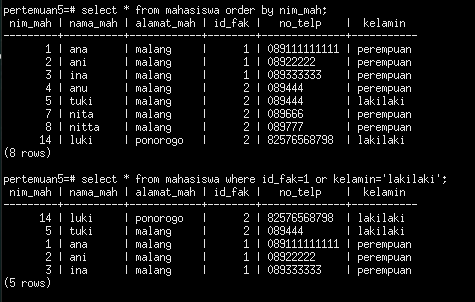 pertemuan5=# select * from mahasiswa order by nim_mah;
 nim_mah | nama_mah | alamat_mah | id_fak |   no_telp    |  kelamin
---------+----------+------------+--------+--------------+-----------
       1 | ana      | malang     |      1 | 089111111111 | perempuan
       2 | ani      | malang     |      1 | 08922222     | perempuan
       3 | ina      | malang     |      1 | 089333333    | perempuan
       4 | anu      | malang     |      2 | 089444       | perempuan
       5 | tuki     | malang     |      2 | 089444       | lakilaki
       7 | nita     | malang     |      2 | 089666       | perempuan
       8 | nitta    | malang     |      2 | 089777       | perempuan
      14 | luki     | ponorogo   |      2 | 82576568798  | lakilaki
(8 rows)
pertemuan5=# select * from mahasiswa where id_fak=1 or kelamin='lakilaki';
 nim_mah | nama_mah | alamat_mah | id_fak |   no_telp    |  kelamin
---------+----------+------------+--------+--------------+-----------
      14 | luki     | ponorogo   |      2 | 82576568798  | lakilaki
       5 | tuki     | malang     |      2 | 089444       | lakilaki
       1 | ana      | malang     |      1 | 089111111111 | perempuan
       2 | ani      | malang     |      1 | 08922222     | perempuan
       3 | ina      | malang     |      1 | 089333333    | perempuan
(5 rows)